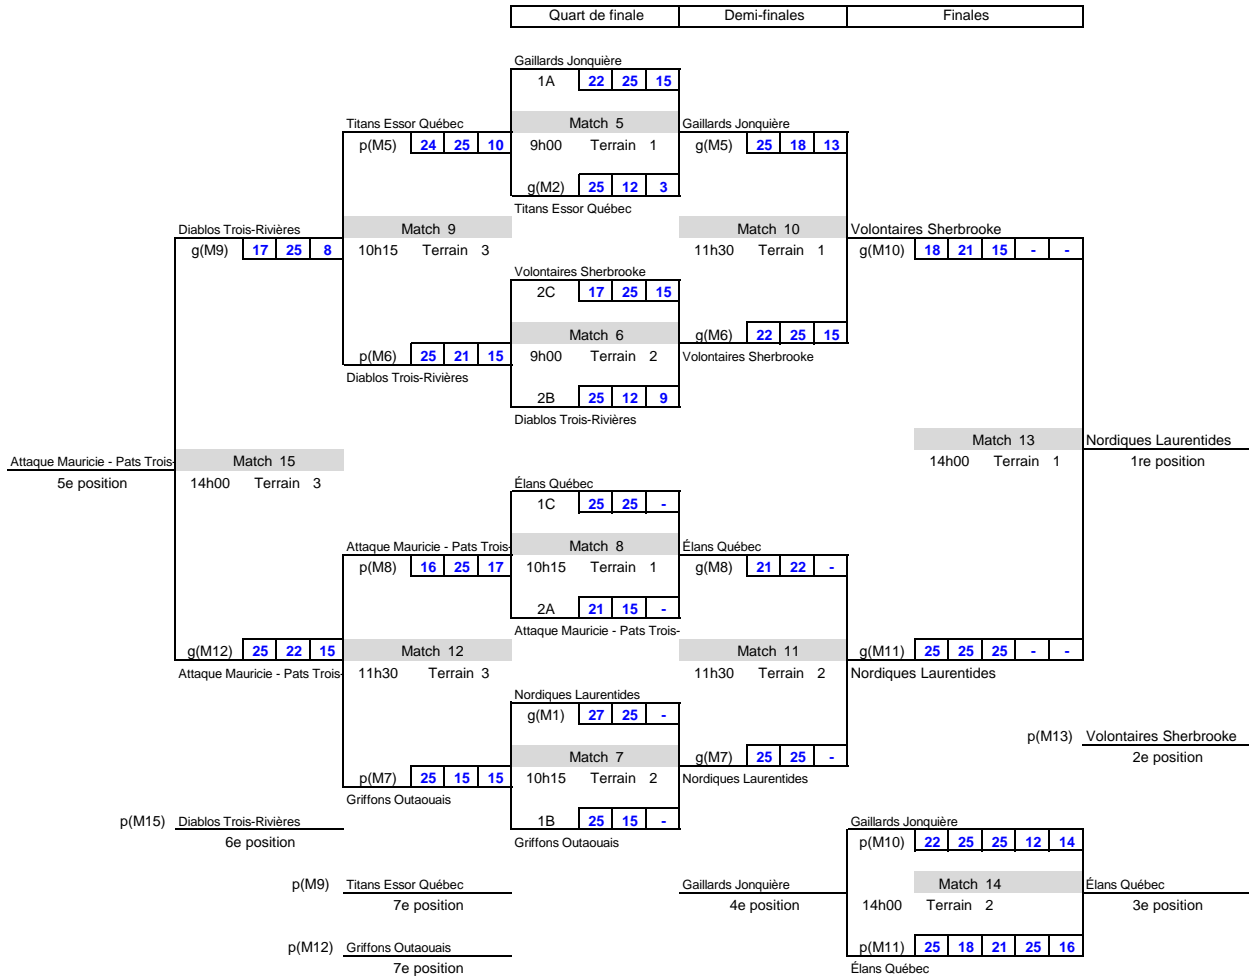 Quart de finale Demi-finales Finales
Gaillards Jonquière
1A 22 25 15
Titans Essor Québec Match 5 Gaillards Jonquière
p(M5) 24 25 10 9h00 Terrain 1 g(M5) 25 18 13
g(M2) 25 12 3
Titans Essor Québec
Diablos Trois-Rivières Match 9 Match 10 Volontaires Sherbrooke
g(M9) 17 25 8 10h15 Terrain 3 11h30 Terrain 1 g(M10) 18 21 15 - -
Volontaires Sherbrooke
2C 17 25 15
Match 6 g(M6) 22 25 15
p(M6) 25 21 15 9h00 Terrain 2 Volontaires Sherbrooke
Diablos Trois-Rivières
2B 25 12 9
Diablos Trois-Rivières
Match 13 Nordiques Laurentides
Attaque Mauricie - Pats Trois- Match 15 14h00 Terrain 1 1re position
5e position 14h00 Terrain 3 Élans Québec
1C 25 25 -
Attaque Mauricie - Pats Trois- Match 8 Élans Québec
p(M8) 16 25 17 10h15 Terrain 1 g(M8) 21 22 -
2A 21 15 -
Attaque Mauricie - Pats Trois-
g(M12) 25 22 15 Match 12 Match 11 g(M11) 25 25 25 - -
Attaque Mauricie - Pats Trois- 11h30 Terrain 3 11h30 Terrain 2 Nordiques Laurentides
Nordiques Laurentides
g(M1) 27 25 -
p(M13) Volontaires Sherbrooke
Match 7 g(M7) 25 25 - 2e position
p(M7) 25 15 15 10h15 Terrain 2 Nordiques Laurentides
Griffons Outaouais
p(M15) Diablos Trois-Rivières 1B 25 15 - Gaillards Jonquière
6e position Griffons Outaouais p(M10) 22 25 25 12 14
p(M9) Titans Essor Québec Gaillards Jonquière Match 14 Élans Québec
7e position 4e position 14h00 Terrain 2 3e position
p(M12) Griffons Outaouais p(M11) 25 18 21 25 16
7e position Élans Québec